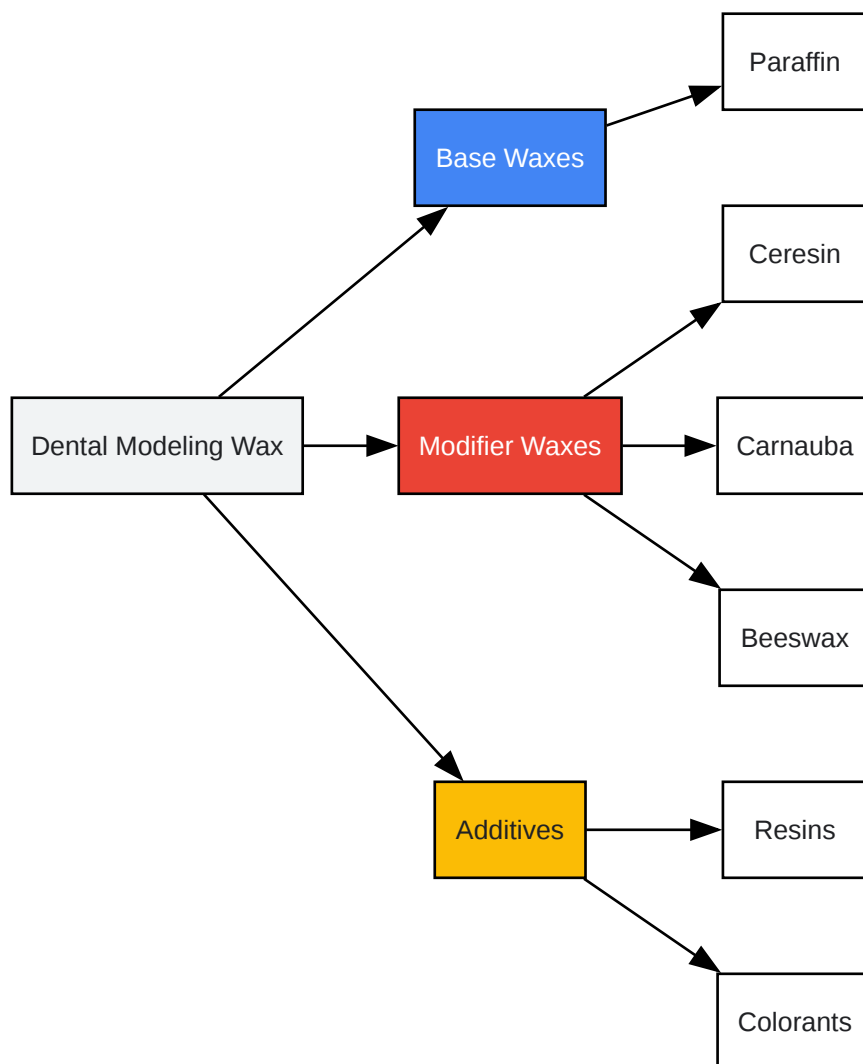 Paraffin
Base Waxes
Ceresin
Dental Modeling Wax
Modifier Waxes
Carnauba
Beeswax
Additives
Resins
Colorants